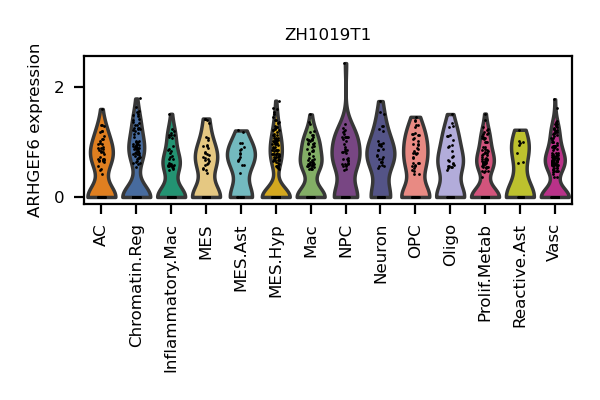 ZH1019T1
ARHGEF6 expression
2
0
AC
Chromatin.Reg
Inflammatory.Mac
MES
MES.Ast
MES.Hyp
Mac
NPC
Neuron
OPC
Oligo
Prolif.Metab
Reactive.Ast
Vasc